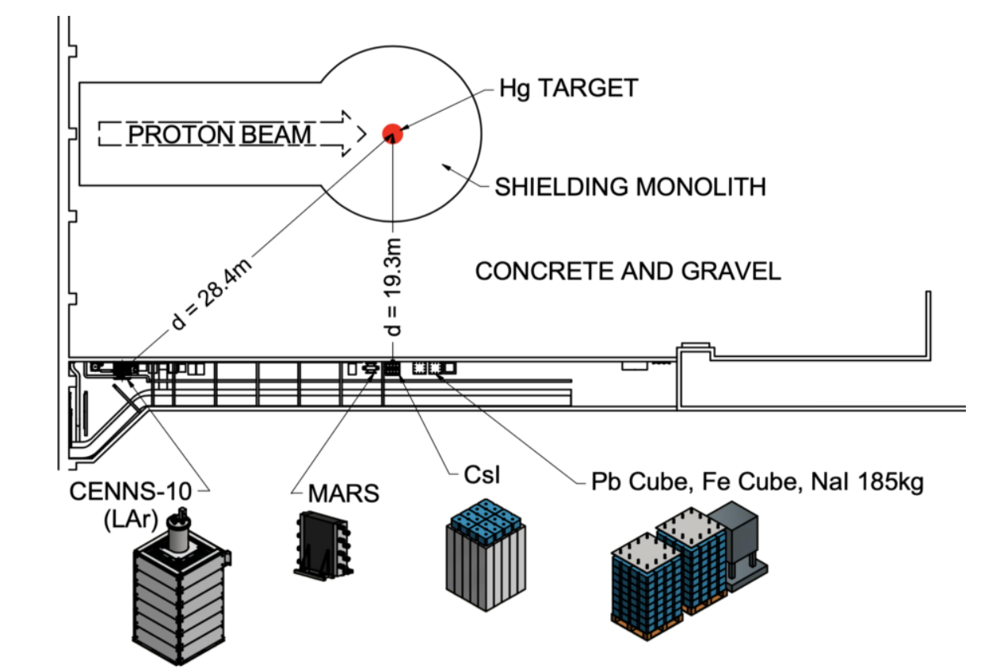 Hg TARGET
PROTON BEAM
SHIELDING MONOLITH
d = 28.4m
d = 19.3m
CONCRETE AND GRAVEL
CENNS-10
(LAr)
MARS
CsI
Pb Cube, Fe Cube, NaI 185kg